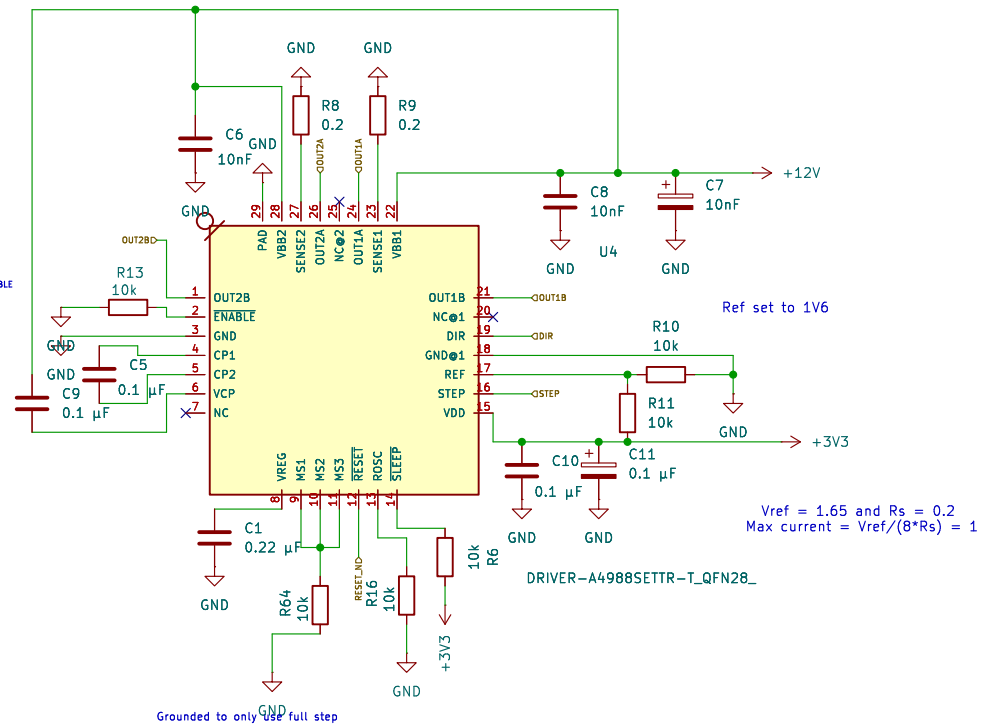 GND
GND
R8
0.2
R9
0.2
C6
10nF
GND
OUT2A
OUT1A
+12V
C8
10nF
C7
10nF
GND
29
28
27
26
25
24
23
22
PAD
VBB2
SENSE2
OUT2A
NC@2
OUT1A
SENSE1
VBB1
OUT2B
U4
GND
GND
BLE
R13
10k
1
OUT2B
2
ENABLE
3
GND
4
CP1
5
CP2
6
VCP
7
NC
OUT1B
21
OUT1B
NC@1
20
DIR
19
DIR
GND@1
18
REF
17
STEP
16
STEP
VDD
15
Ref set to 1V6
R10
10k
GND
GND
C5
0.1 µF
C9
0.1 µF
R11
10k
GND
+3V3
VREG
MS1
MS2
MS3
RESET
ROSC
SLEEP
8
9
10
11
12
13
14
C10
0.1 µF
C11
0.1 µF
GND
GND
Vref = 1.65 and Rs = 0.2
Max current = Vref/(8*Rs) = 1
C1
0.22 µF
GND
R64
10k
RESET_N
R16
10k
10k
R6
DRIVER-A4988SETTR-T_QFN28_
+3V3
GND
GND
Grounded to only use full step